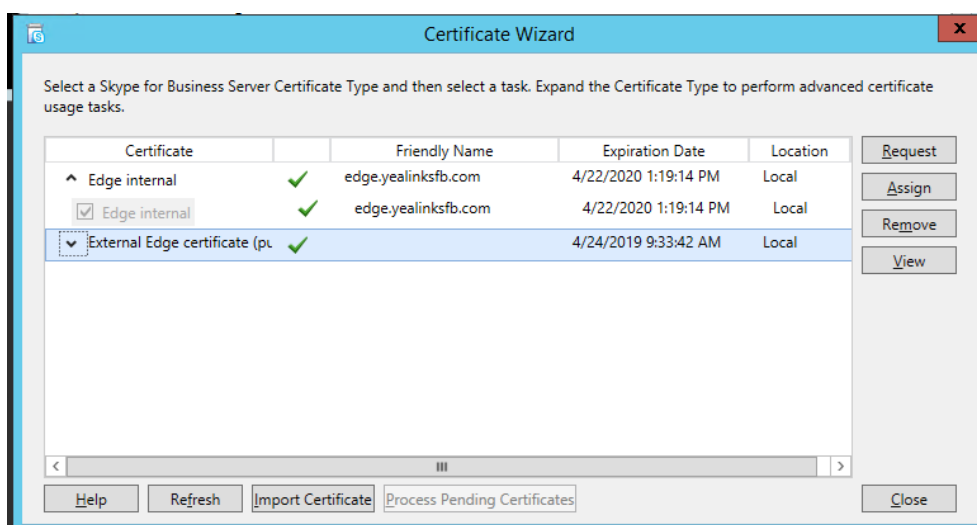 Certificate Wizard
x
Select a Skype for Business Server Certificate Type and then select a task. Expand the Certificate Type to perform advanced certificate
usage tasks.
Certificate Friendly Name Expiration Date Location
Edge internal edge.yealinksfb.com 4/22/2020 1:19:14 PM Local
Edge internal edge.yealinksfb.com 4/22/2020 1:19:14 PM Local
External Edge certificate (pu 4/24/2019 9:33:42 AM Local
Request
Assign
Remove
View
Help Refresh Import Certificate Process Pending Certificates Close